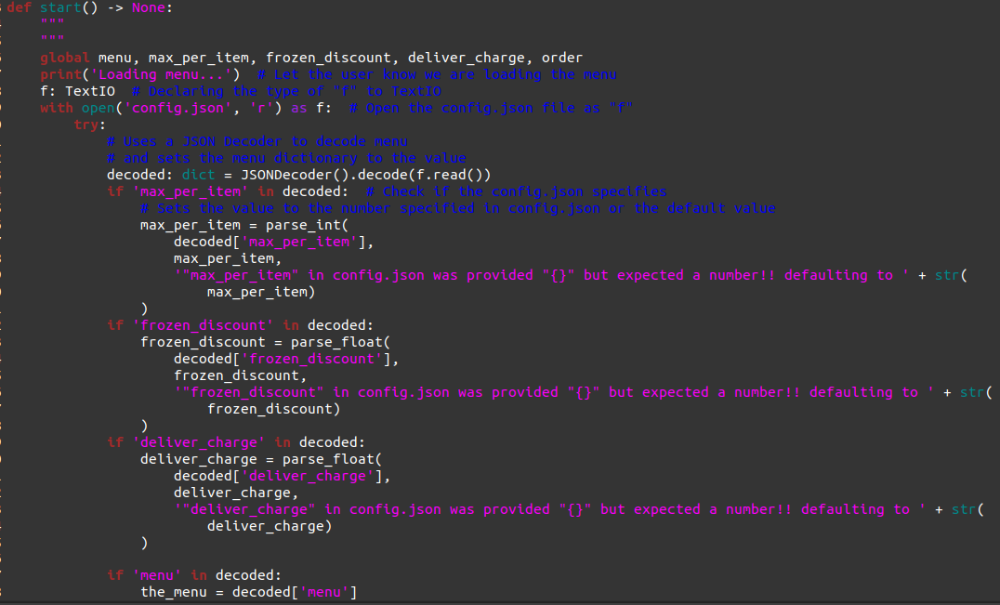 def start() -> None:
    """
    """
    global menu, max_per_item, frozen_discount, deliver_charge, order
    print('Loading menu...')  # Let the user know we are loading the menu
    f: TextIO  # Declaring the type of "f" to TextIO
    with open('config.json', 'r') as f:  # Open the config.json file as "f"
        try:
            # Uses a JSON Decoder to decode menu
            # and sets the menu dictionary to the value
            decoded: dict = JSONDecoder().decode(f.read())
            if 'max_per_item' in decoded:  # Check if the config.json specifies
                # Sets the value to the number specified in config.json or the default value
                max_per_item = parse_int(
                    decoded['max_per_item'],
                    max_per_item,
                    '"max_per_item" in config.json was provided "{}" but expected a number!! defaulting to ' + str(
                        max_per_item)
                )
            if 'frozen_discount' in decoded:
                frozen_discount = parse_float(
                    decoded['frozen_discount'],
                    frozen_discount,
                    '"frozen_discount" in config.json was provided "{}" but expected a number!! defaulting to ' + str(
                        frozen_discount)
                )
            if 'deliver_charge' in decoded:
                deliver_charge = parse_float(
                    decoded['deliver_charge'],
                    deliver_charge,
                    '"deliver_charge" in config.json was provided "{}" but expected a number!! defaulting to ' + str(
                        deliver_charge)
                )

            if 'menu' in decoded:
                the_menu = decoded['menu']